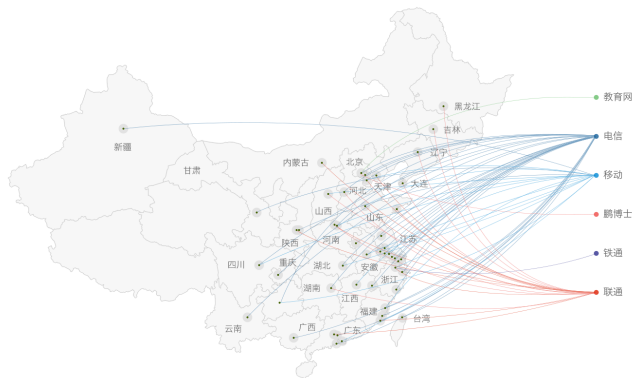 黑龙江
教育网
吉林
电信
新疆
辽宁
内蒙古
北京
甘肃
移动
天津
大连
河北
山西
山东
鹏博士
陕西
河南
江苏
铁通
四川
重庆
湖北
安徽
浙江
湖南
江西
联通
福建
云南
广西
广东
台湾